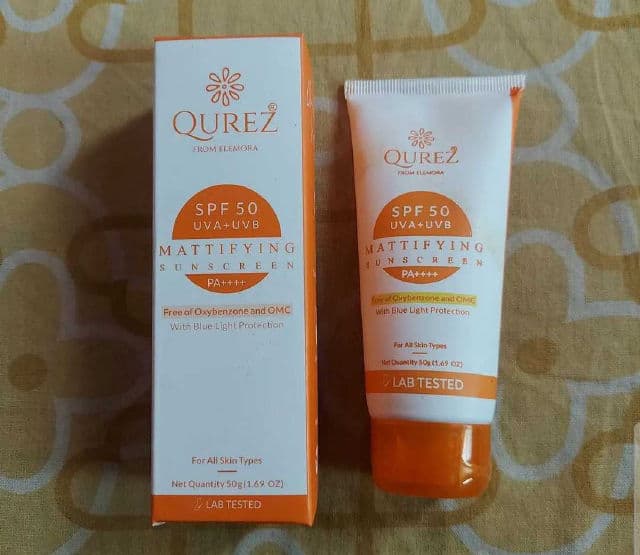 QUREZ®
FROM ELEMORA
SPF 50
UVA+UVB
MATTIFYING
SUNSCREEN
PA++++
Free of Oxybenzone and OMC
With Blue Light Protection
For All Skin Types
Net Quantity 50g (1.69 OZ)
LAB TESTED
QUREZ
FROM ELEMORA
SPF 50
UVA+UVB
MATTIFYING
SUNSCREEN
PA++++
Free of Oxybenzone and OMC
With Blue Light Protection
For All Skin Types
Net Quantity 50g (1.69 OZ)
LAB TESTED